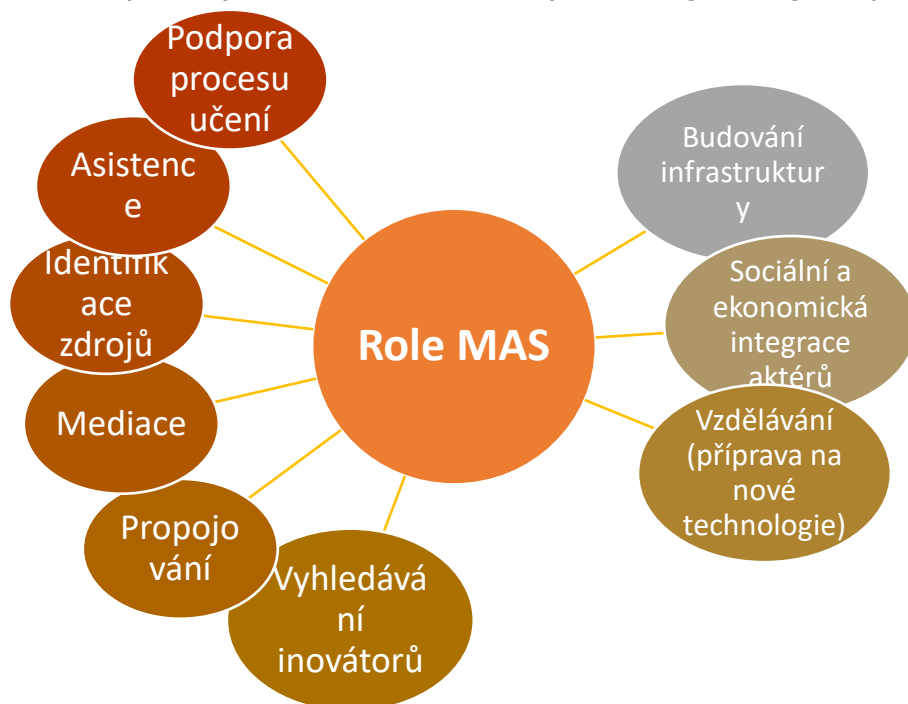 Podpora
procesu
učení
Asistenc
e
Identifik
ace
zdrojů
Mediace
Propojo
vání
Vyhledává
ní
inovátorů
Role MAS
Budování
infrastruktur
y
Sociální a
ekonomická
integrace
aktérů
Vzdělávání
(příprava na
nové
technologie)